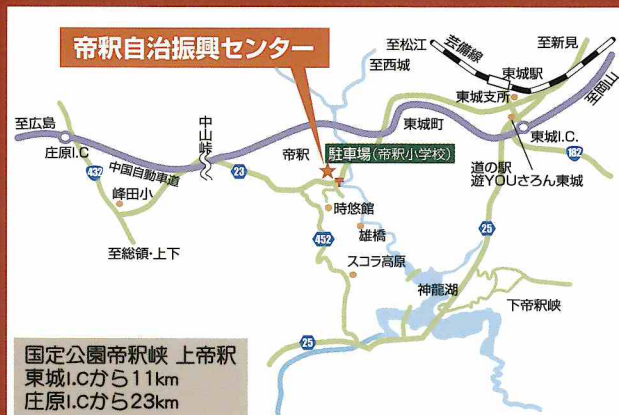 帝釈自治振興センター
至松江
芸備線
至新見
至西城
東城駅
東城支所
至岡山
至広島
庄原I.C
中山峠
東城町
東城I.C.
帝釈
駐車場(帝釈小学校)
432
中国自動車道
23
182
道の駅
遊YOUさろん東城
峰田小
時悠館
至総領・上下
452
雄橋
25
スコラ高原
神龍湖
下帝釈峡
25
国定公園帝釈峡 上帝釈
東城I.Cから11km
庄原I.Cから23km